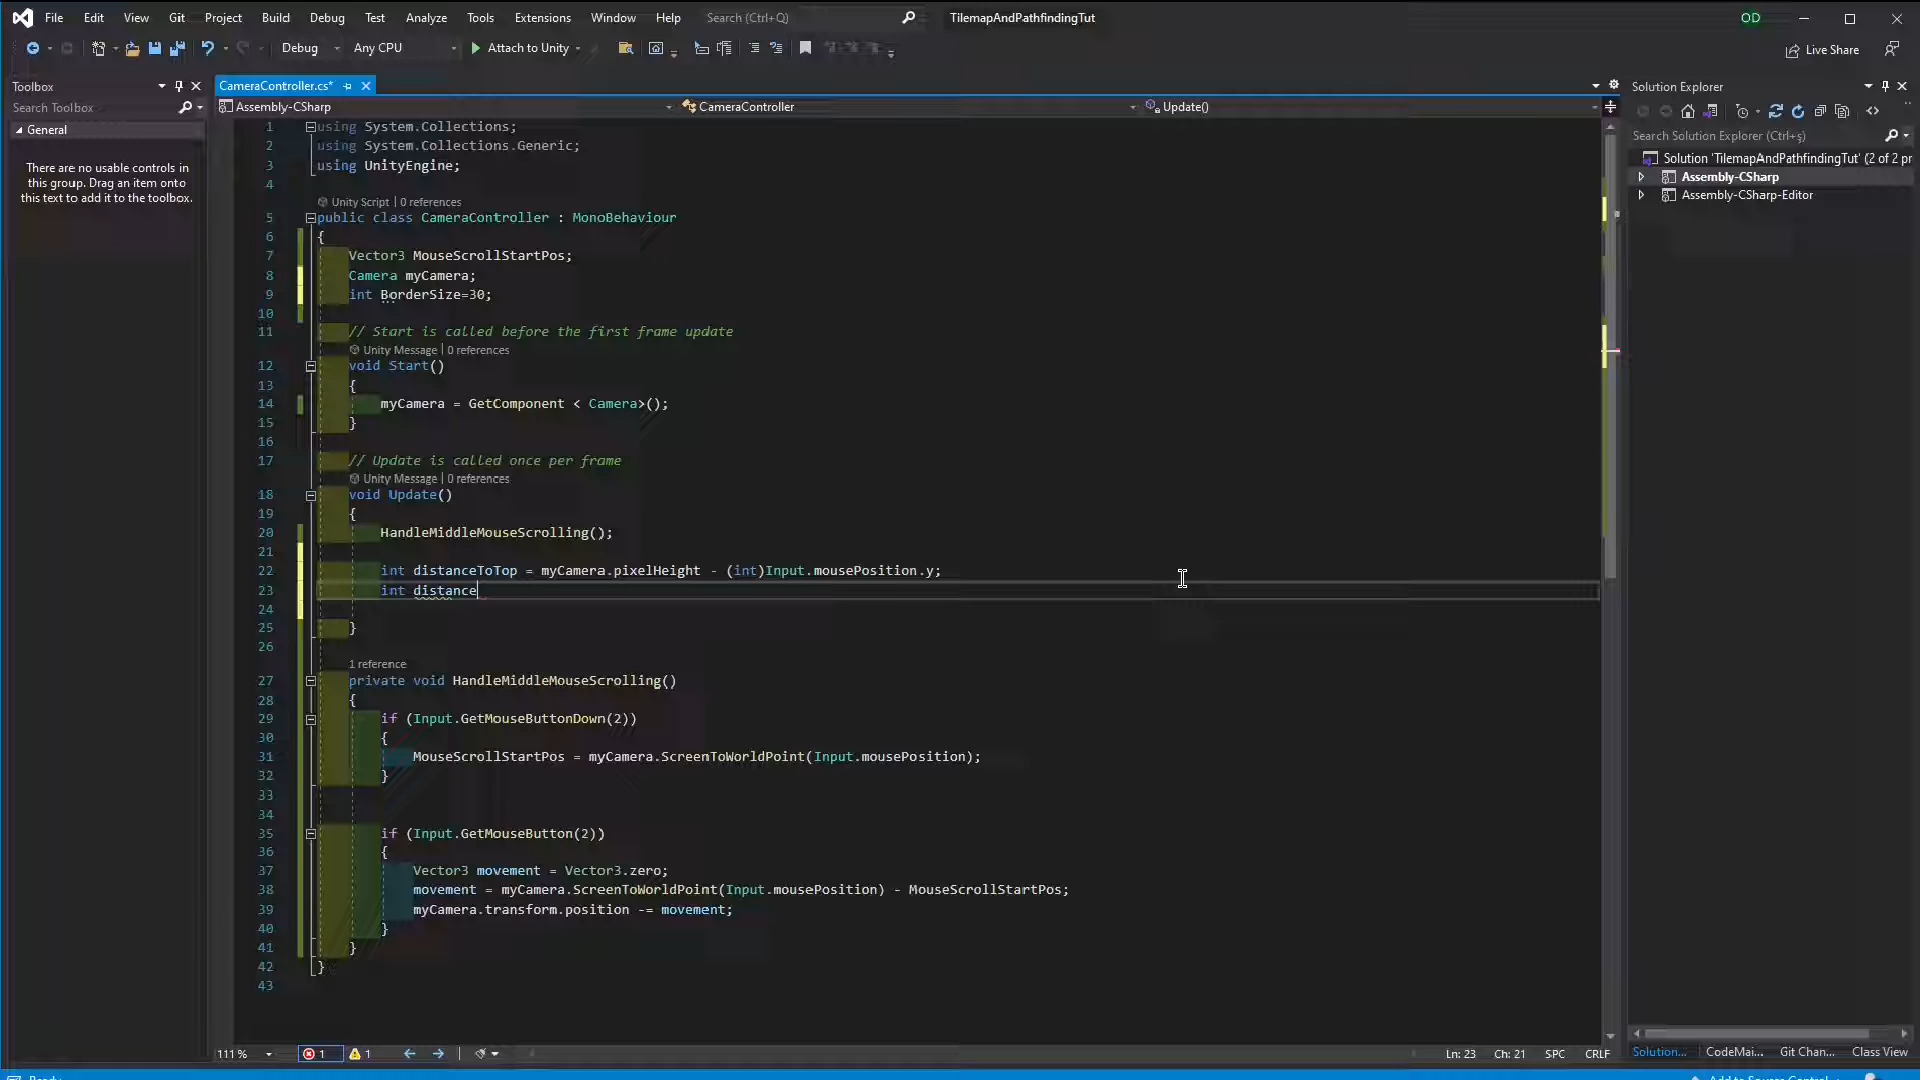 File Edit View Git Project Build Debug Test Analyze Tools Extensions Window Help Search (Ctrl+Q) TilemapAndPathfindingTut OD
Debug Any CPU Attach to Unity Live Share
Toolbox
Search Toolbox
General
There are no usable controls in
this group. Drag an item onto
this text to add it to the toolbox.
CameraController.cs*
Assembly-CSharp CameraController Update()
1 using System.Collections;
2 using System.Collections.Generic;
3 using UnityEngine;
4
Unity Script | 0 references
5 public class CameraController : MonoBehaviour
6 {
7 Vector3 MouseScrollStartPos;
8 Camera myCamera;
9 int BorderSize=30;
10
11 // Start is called before the first frame update
Unity Message | 0 references
12 void Start()
13 {
14 myCamera = GetComponent < Camera>();
15 }
16
17 // Update is called once per frame
Unity Message | 0 references
18 void Update()
19 {
20 HandleMiddleMouseScrolling();
21
22 int distanceToTop = myCamera.pixelHeight - (int)Input.mousePosition.y;
23 int distance
24
25 }
26
1 reference
27 private void HandleMiddleMouseScrolling()
28 {
29 if (Input.GetMouseButtonDown(2))
30 {
31 MouseScrollStartPos = myCamera.ScreenToWorldPoint(Input.mousePosition);
32 }
33
34
35 if (Input.GetMouseButton(2))
36 {
37 Vector3 movement = Vector3.zero;
38 movement = myCamera.ScreenToWorldPoint(Input.mousePosition) - MouseScrollStartPos;
39 myCamera.transform.position -= movement;
40 }
41 }
42 }
43
111 % 1 1 Ln: 23 Ch: 21 SPC CRLF
Solution Explorer
Search Solution Explorer (Ctrl+ş)
Solution 'TilemapAndPathfindingTut' (2 of 2 pr
Assembly-CSharp
Assembly-CSharp-Editor
Solution... CodeMai... Git Chan... Class View